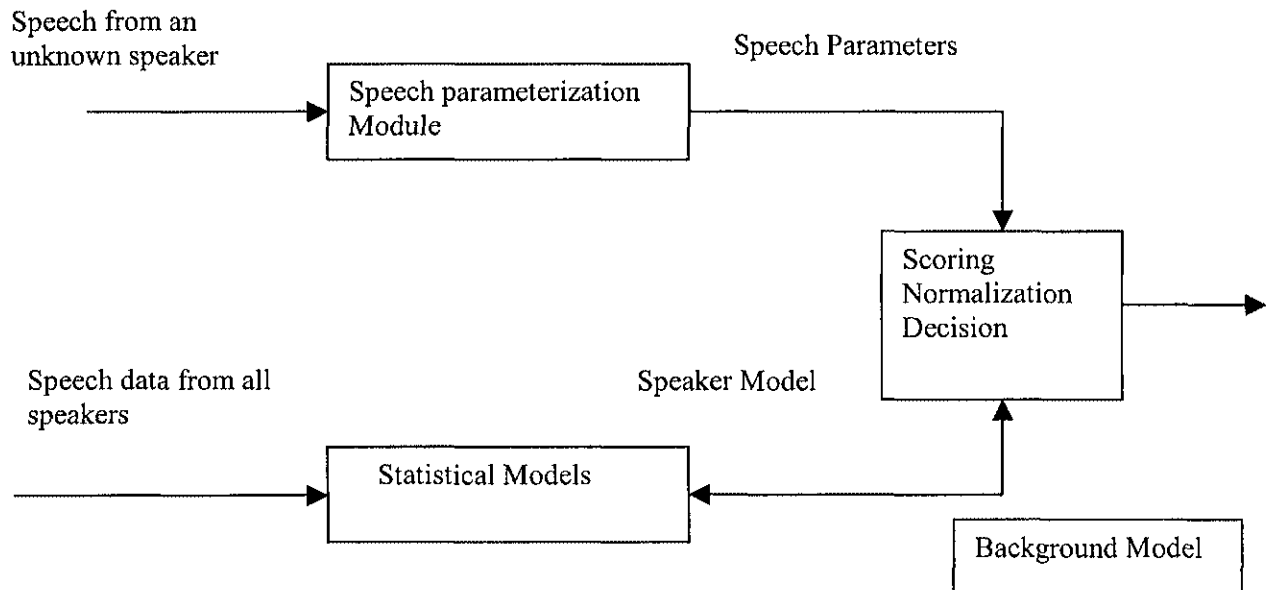 Speech from an
unknown speaker
Speech Parameters
Speech parameterization
Module
Scoring
Normalization
Decision
Speech data from all
speakers
Speaker Model
Statistical Models
Background Model